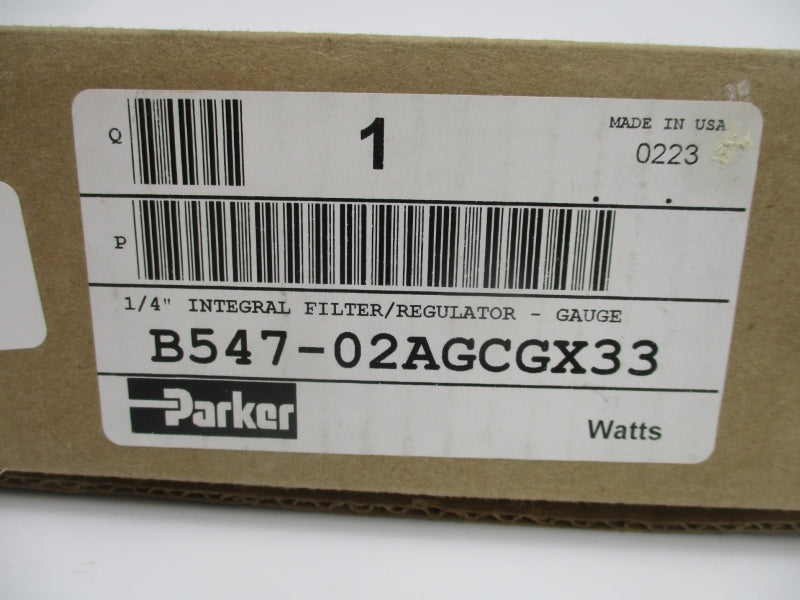 Q
1
MADE IN USA
0223
P
1/4" INTEGRAL FILTER/REGULATOR - GAUGE
B547-02AGCGX33
Parker
Watts